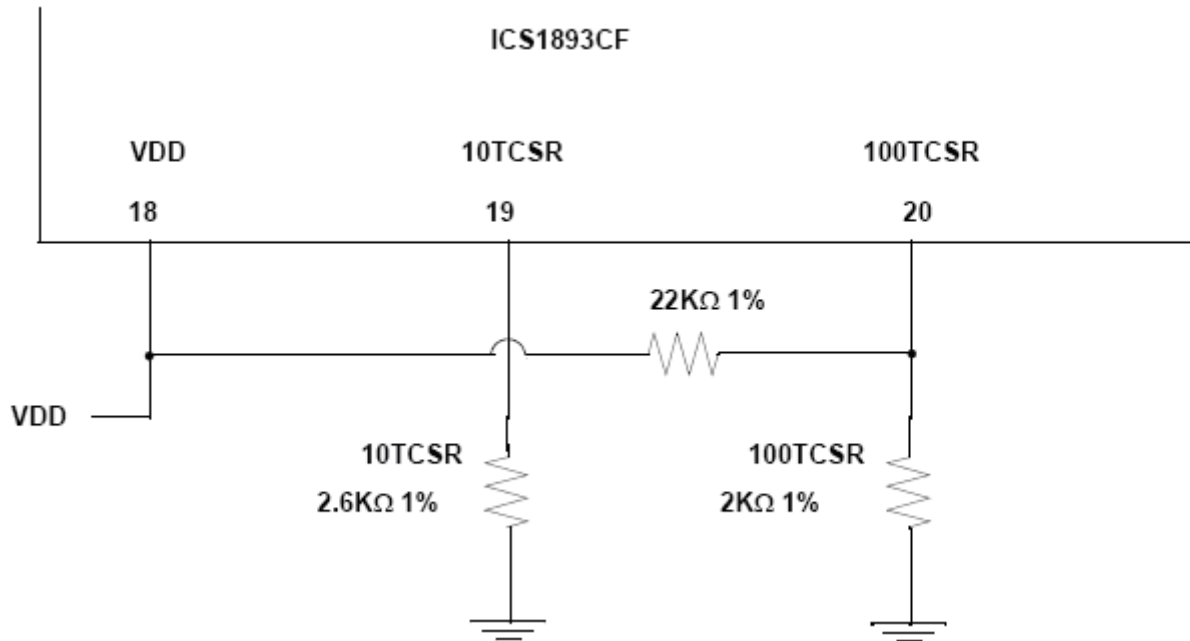 ICS1893CF
VDD 10TCSR 100TCSR
18 19 20
22KΩ 1%
VDD
10TCSR 100TCSR
2.6KΩ 1% 2KΩ 1%